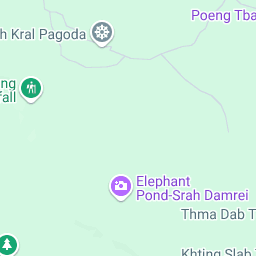 Poeng Tba
h Kral Pagoda
ng
fall
Elephant
Pond-Srah Damrei
Thma Dab T
Khting Slab